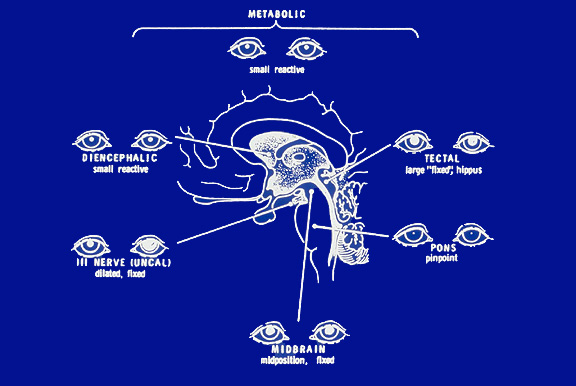 METABOLIC
small reactive
DIENCEPHALIC
small reactive
TECTAL
large "fixed", hippus
III NERVE (UNCAL)
dilated, fixed
PONS
pinpoint
MIDBRAIN
midposition, fixed